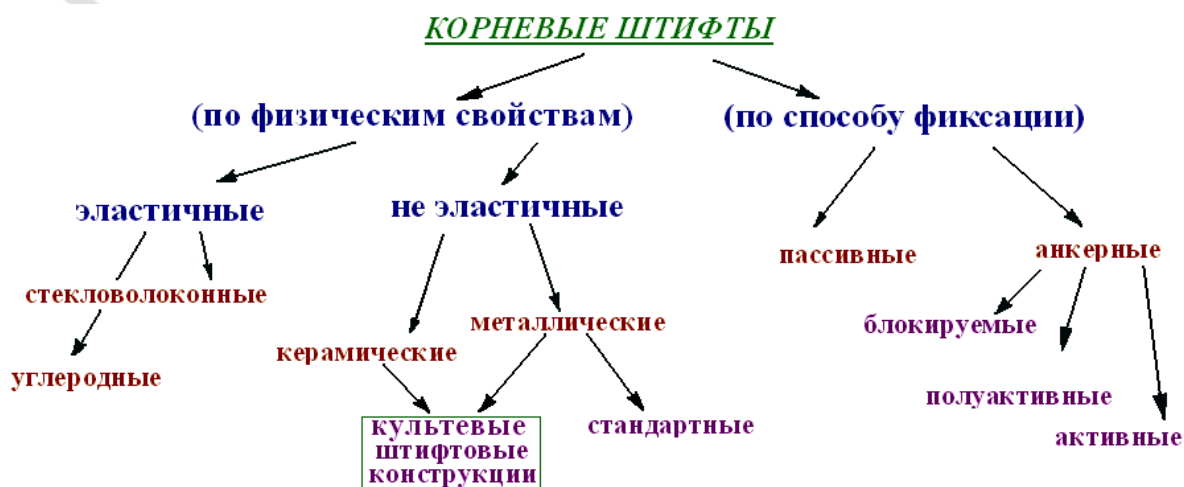 КОРНЕВЫЕ ШТИФТЫ
(по физическим свойствам)
(по способу фиксации)
эластичные
не эластичные
пассивные
анкерные
стекловолоконные
металлические
блокируемые
керамические
углеродные
полуактивные
культевые
штифтовые
конструкции
стандартные
активные